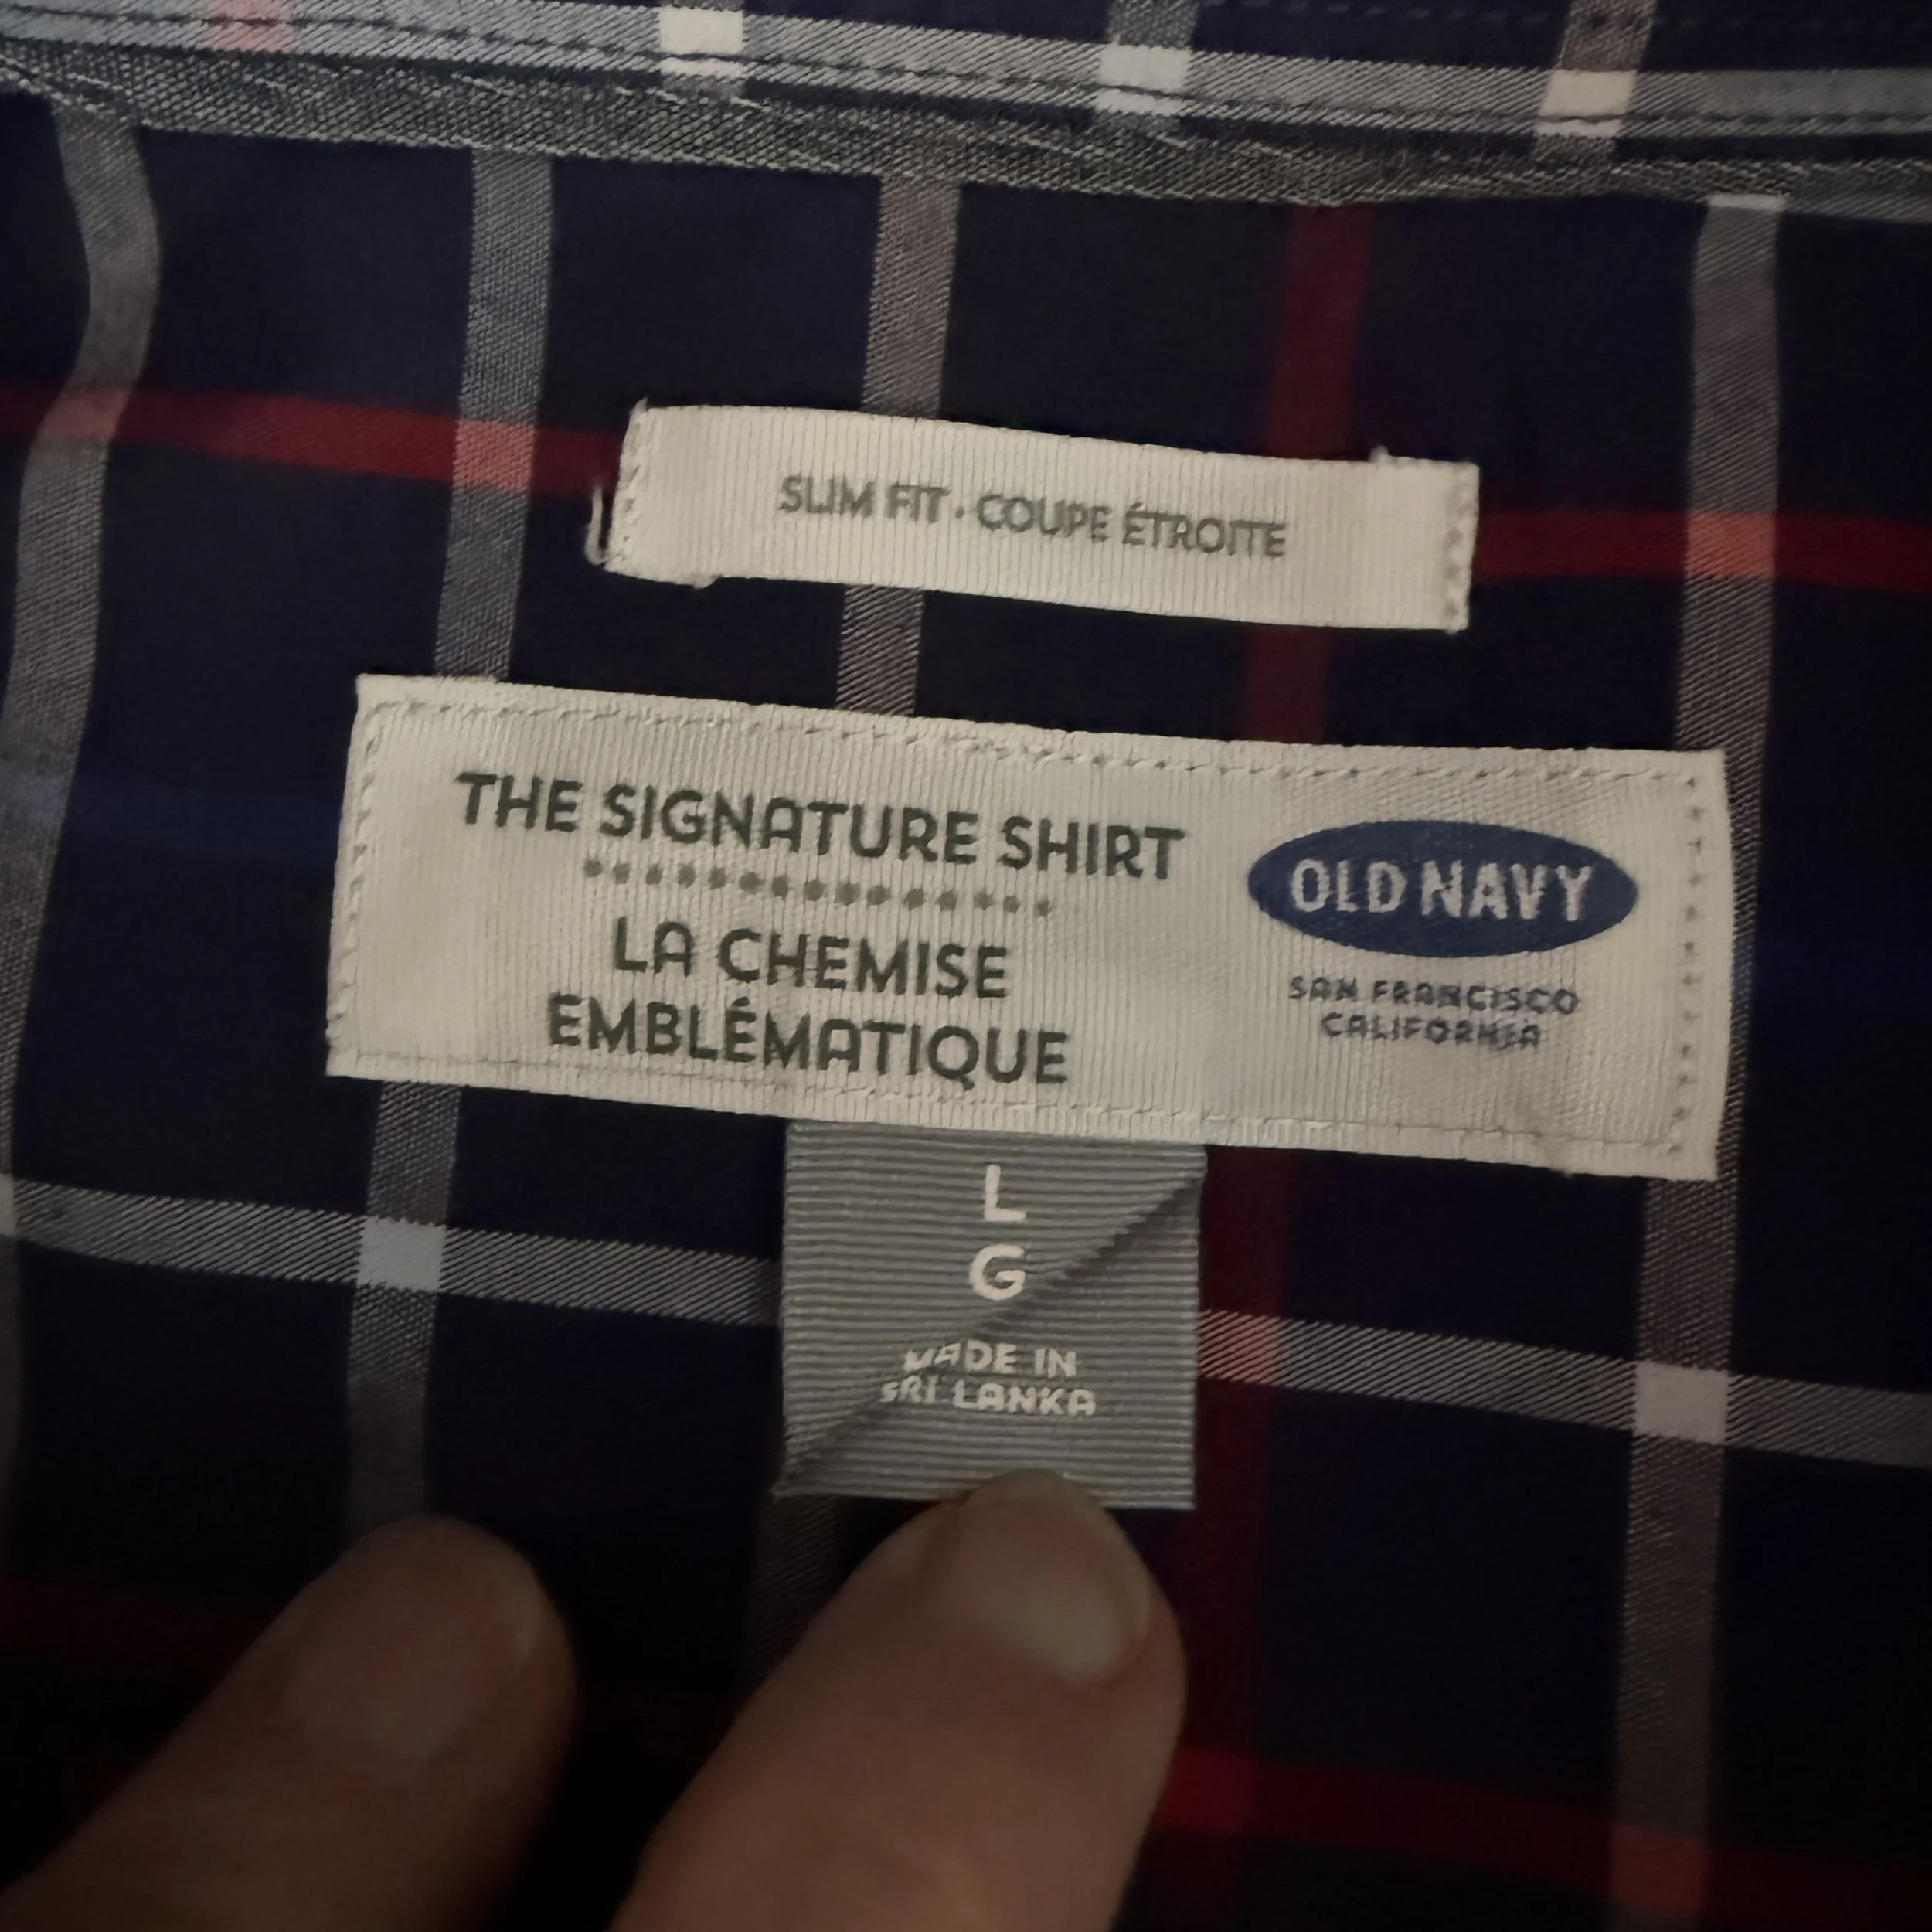 SLIM FIT · COUPE ÉTROITE
THE SIGNATURE SHIRT
LA CHEMISE
EMBLÉMATIQUE
OLD NAVY
SAN FRANCISCO
CALIFORNIA
L
G
MADE IN
SRI LANKA